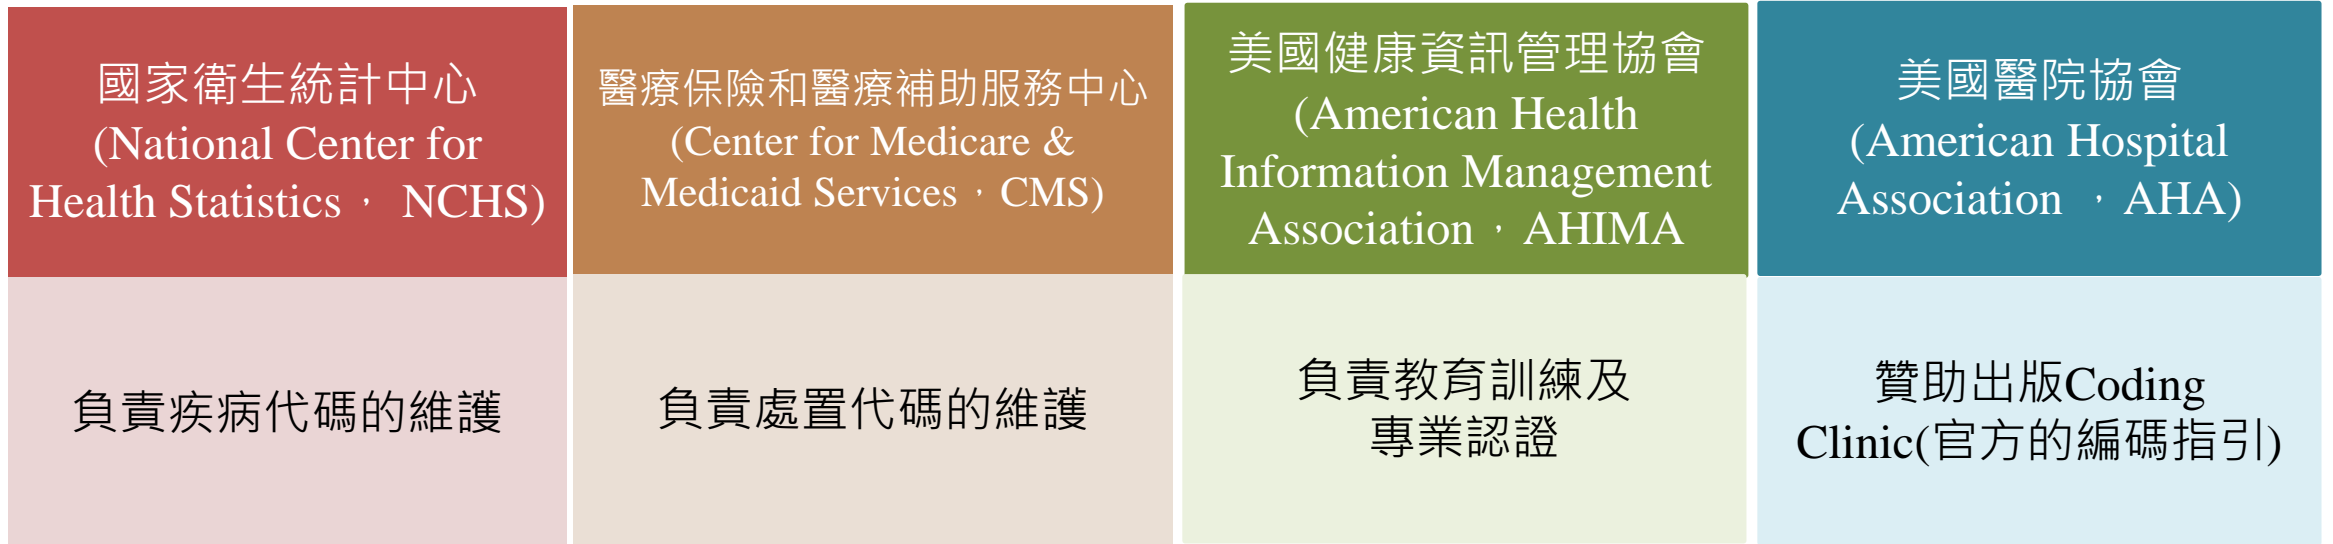 國家衛生統計中心
(National Center for
Health Statistics， NCHS)
醫療保險和醫療補助服務中心
(Center for Medicare &
Medicaid Services，CMS)
美國健康資訊管理協會
(American Health
Information Management
Association，AHIMA
美國醫院協會
(American Hospital
Association ，AHA)
負責疾病代碼的維護
負責處置代碼的維護
負責教育訓練及
專業認證
贊助出版Coding
Clinic(官方的編碼指引)